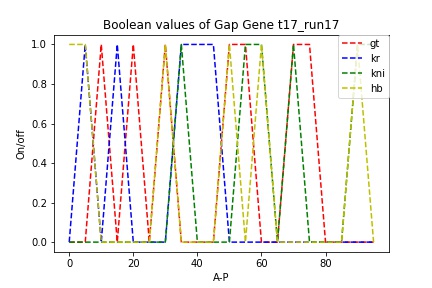 Boolean values of Gap Gene t17_run17
gt
kr
kni
hb
1.0
0.8
0.6
0.4
0.2
0.0
On/off
0 20 40 60 80
A-P